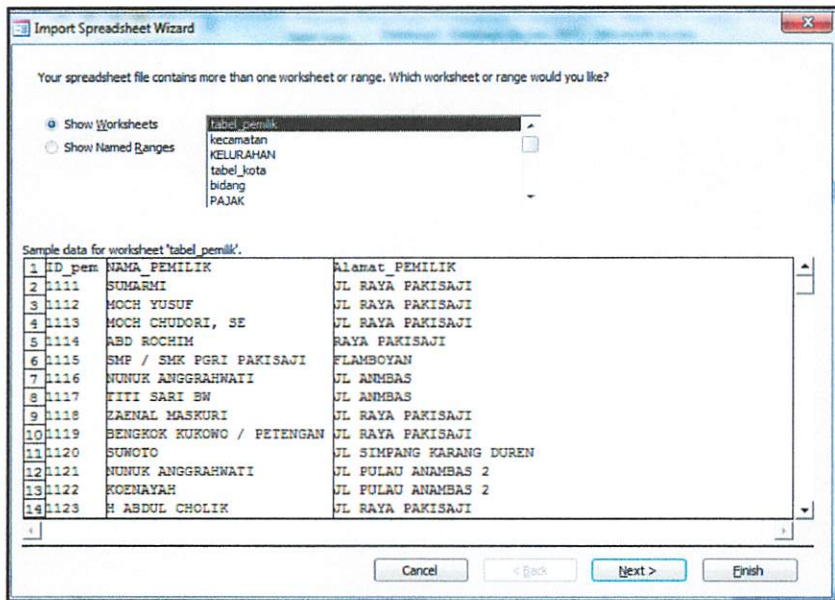 Import Spreadsheet Wizard
Your spreadsheet file contains more than one worksheet or range. Which worksheet or range would you like?
Show Worksheets
Show Named Ranges
tabel_pemilik
kecamatan
KELURAHAN
tabel_kota
bidang
PAJAK
Sample data for worksheet 'tabel_pemilik'.
1 ID_pem NAMA_PEMILIK Alamat_PEMILIK
2 1111 SUMARMI JL RAYA PAKISAJI
3 1112 MOCH YUSUF JL RAYA PAKISAJI
4 1113 MOCH CHUDORI, SE JL RAYA PAKISAJI
5 1114 ABD ROCHIM RAYA PAKISAJI
6 1115 SMP / SMK PGRI PAKISAJI FLAMBOYAN
7 1116 NUNUK ANGGRAHWATI JL ANMBAS
8 1117 TITI SARI BW JL ANMBAS
9 1118 ZAENAL MASKURI JL RAYA PAKISAJI
10 1119 BENGKOK KUKOWO / PETENGAN JL RAYA PAKISAJI
11 1120 SUWOTO JL SIMPANG KARANG DUREN
12 1121 NUNUK ANGGRAHWATI JL PULAU ANAMBAS 2
13 1122 KOENAYAH JL PULAU ANAMBAS 2
14 1123 H ABDUL CHOLIK JL RAYA PAKISAJI
Cancel < Back Next > Finish